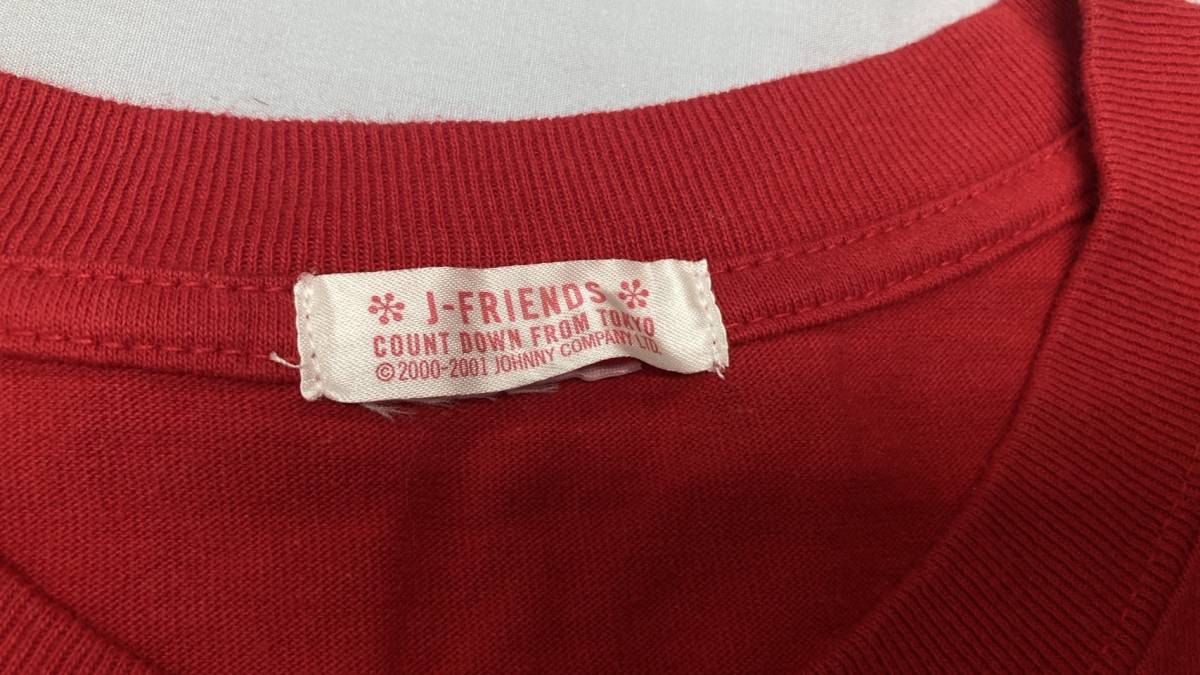 J-FRIENDS
COUNT DOWN FROM TOKYO
©2000-2001 JOHNNY COMPANY LTD.